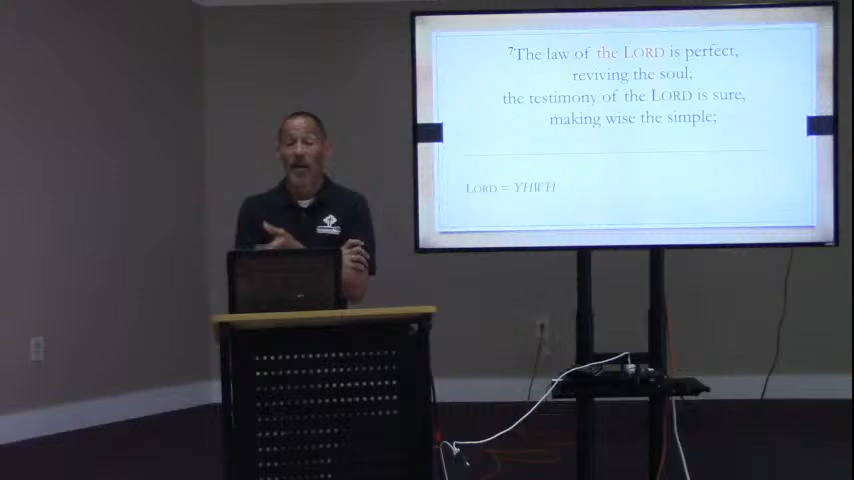 ⁷The law of the LORD is perfect,
reviving the soul;
the testimony of the LORD is sure,
making wise the simple;
LORD = YHWH